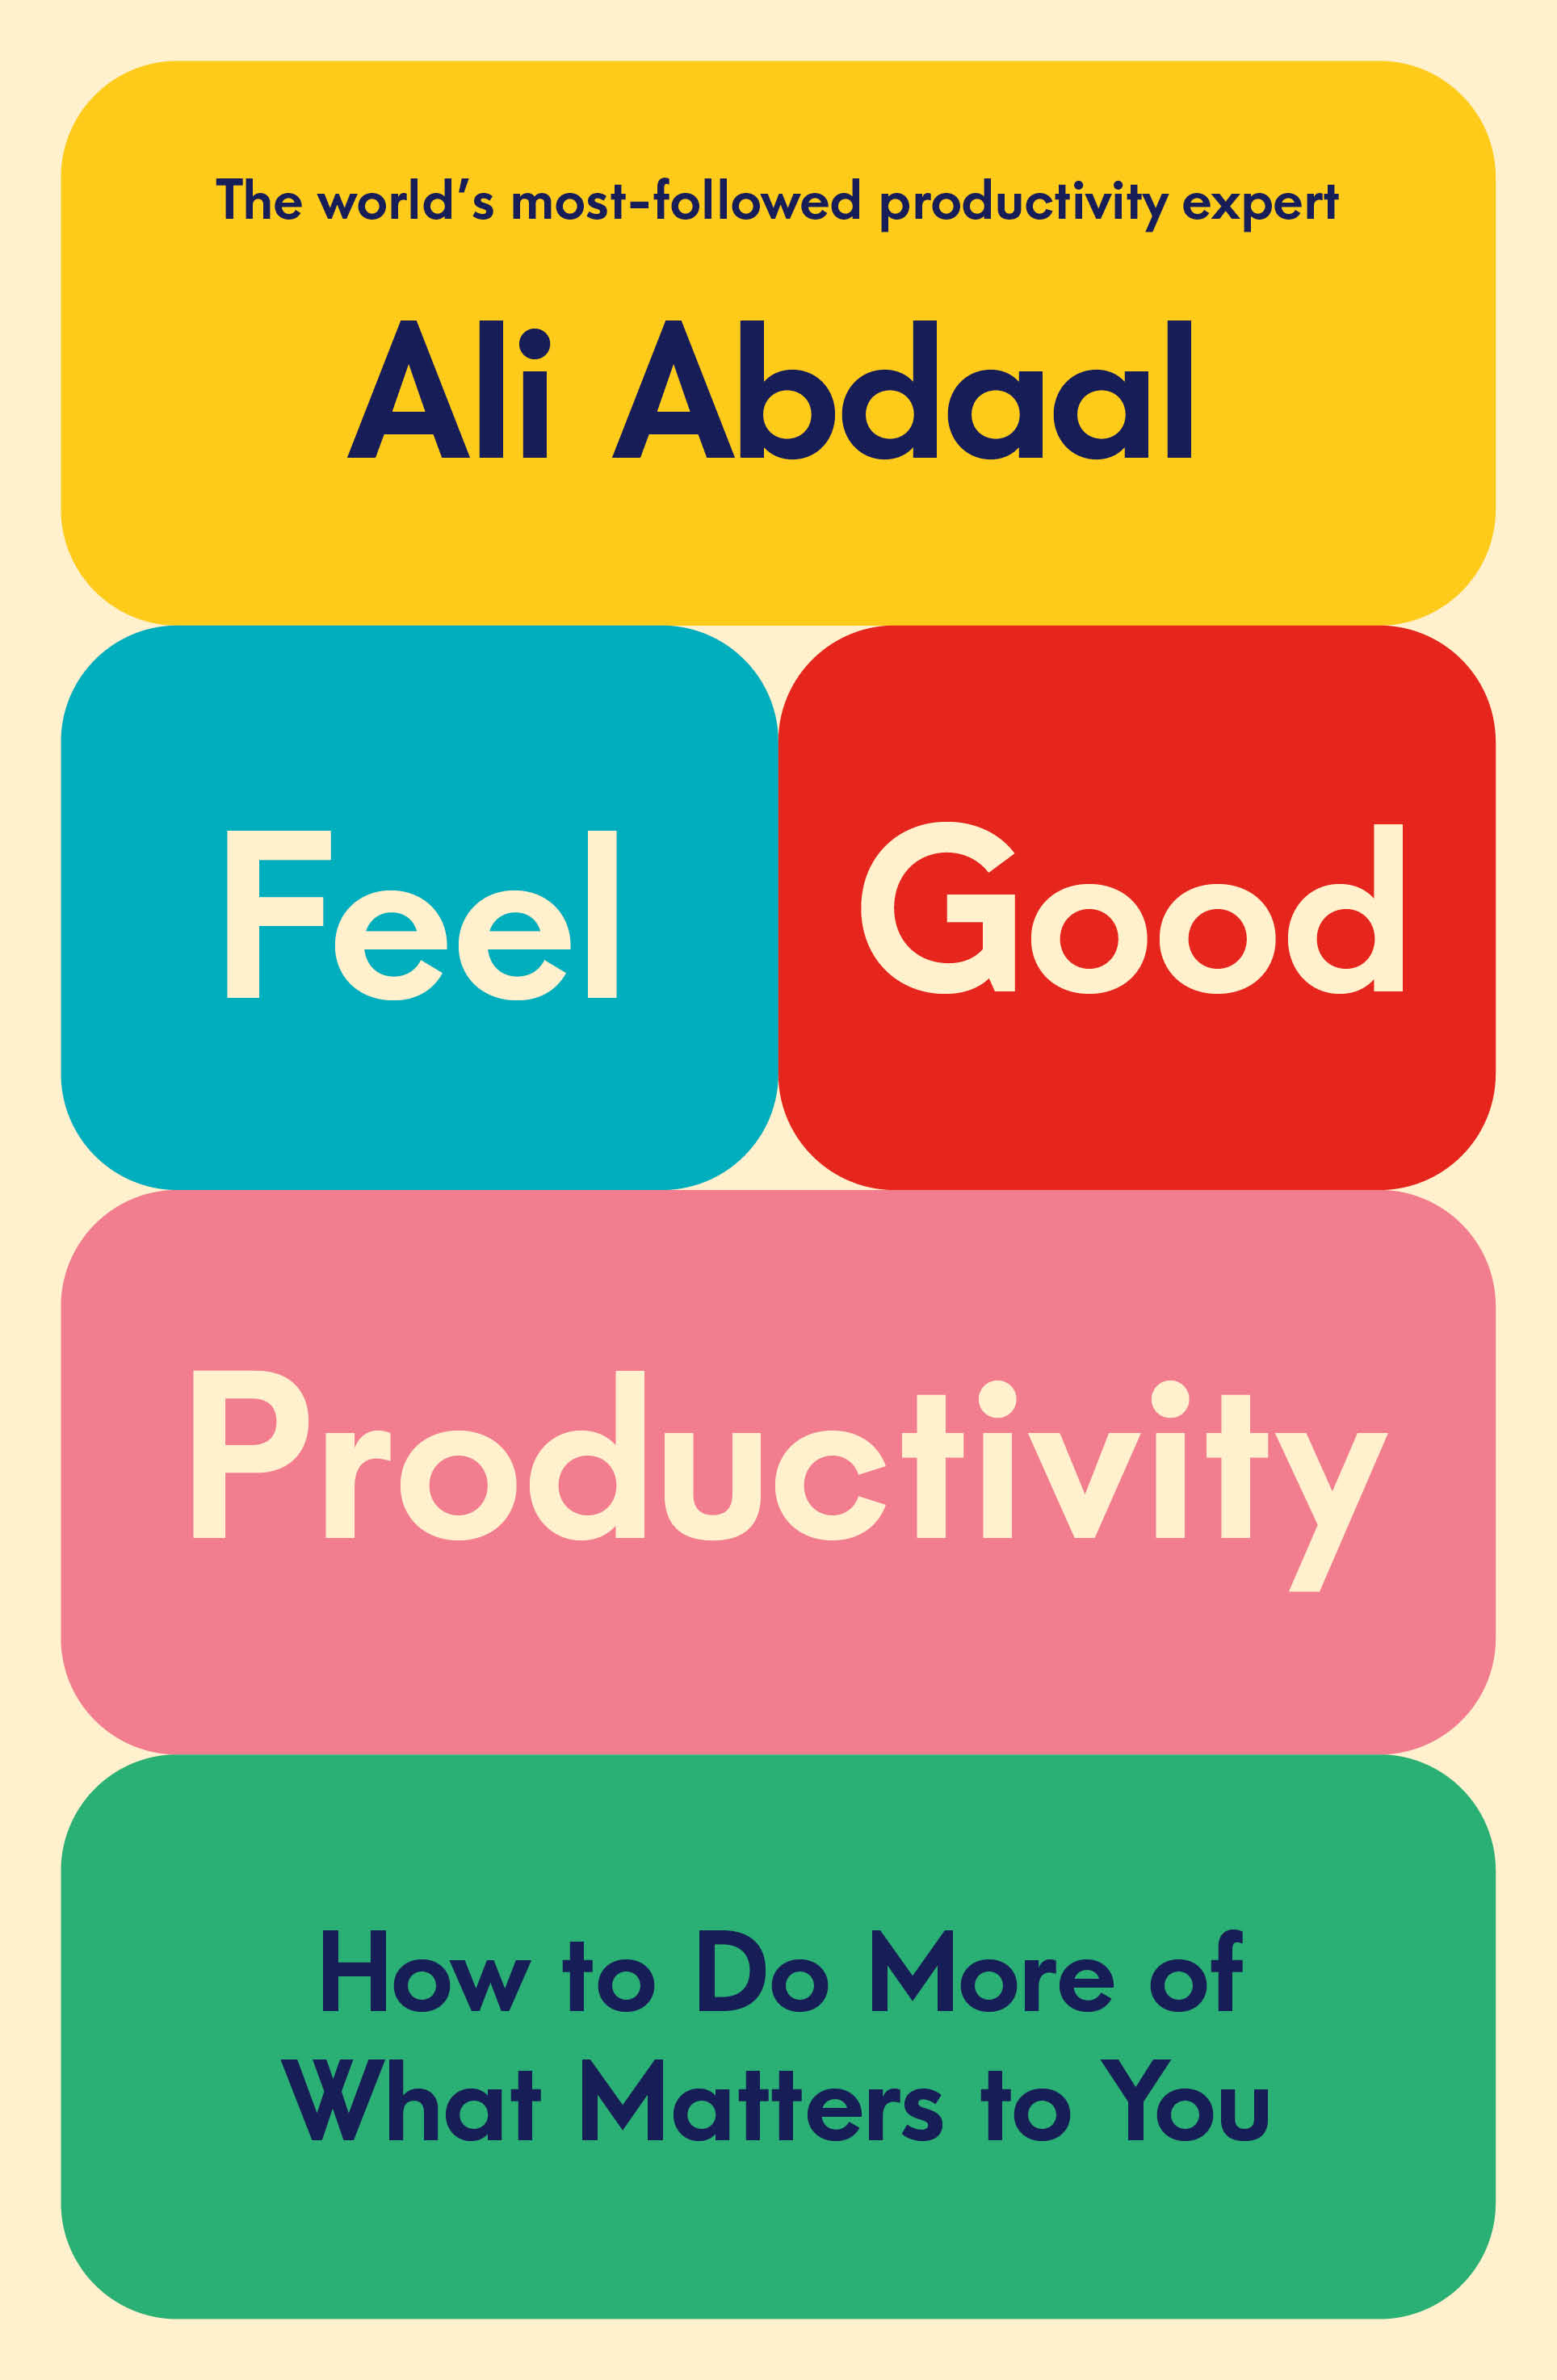 The world’s most-followed productivity expert
Ali Abdaal
Feel Good
Productivity
How to Do More of
What Matters to You